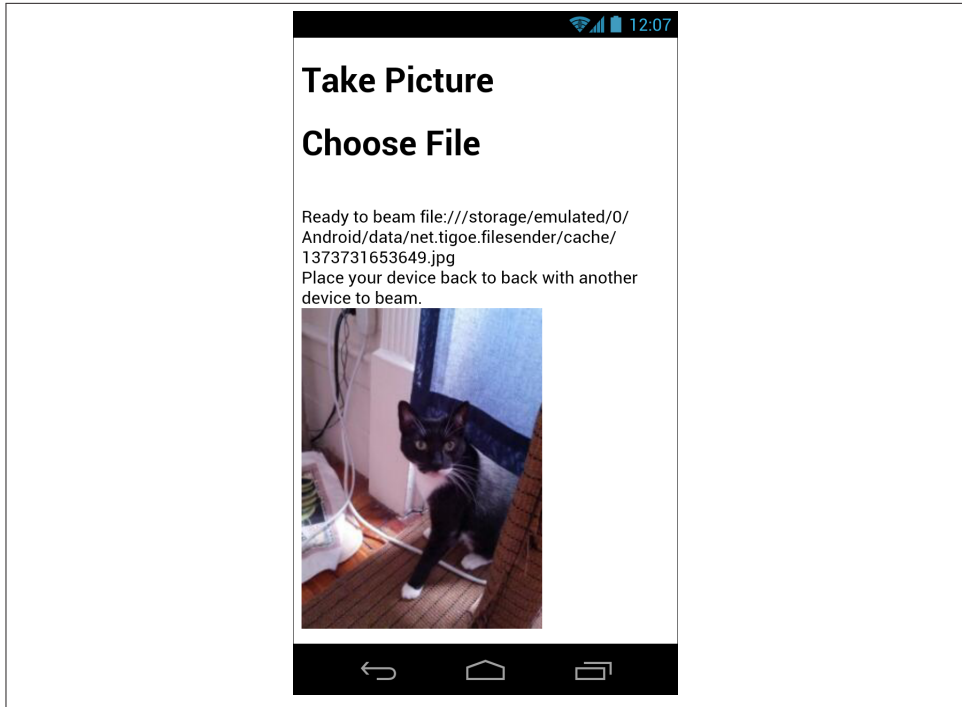 12:07
Take Picture
Choose File
Ready to beam file:///storage/emulated/0/
Android/data/net.tigoe.filesender/cache/
1373731653649.jpg
Place your device back to back with another
device to beam.